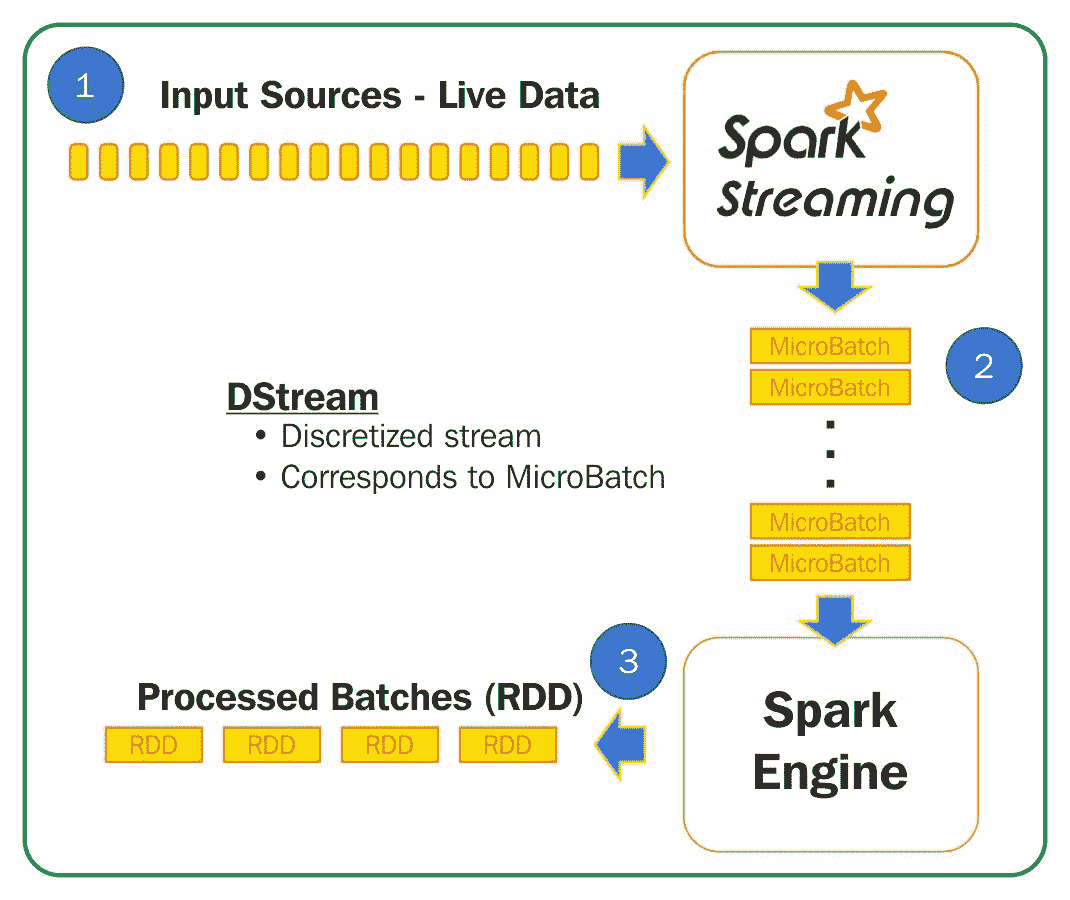 1
Input Sources - Live Data
Spark
Streaming
MicroBatch
MicroBatch
2
DStream
• Discretized stream
• Corresponds to MicroBatch
MicroBatch
MicroBatch
3
Processed Batches (RDD)
RDD RDD RDD RDD
Spark
Engine